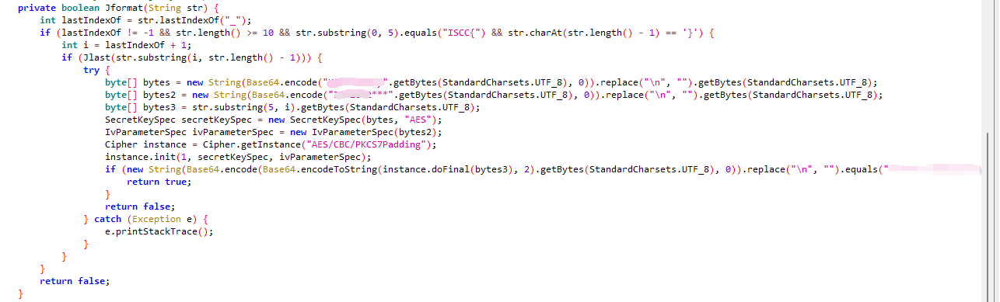 private boolean Jformat(String str) {
int lastIndexOf = str.lastIndexOf("_");
if (lastIndexOf != -1 && str.length() >= 10 && str.substring(0, 5).equals("ISCC{") && str.charAt(str.length() - 1) == '}') {
int i = lastIndexOf + 1;
if (Jlast(str.substring(i, str.length() - 1))) {
try {
byte[] bytes = new String(Base64.encode("".getBytes(StandardCharsets.UTF_8), 0)).replace("\n", "").getBytes(StandardCharsets.UTF_8);
byte[] bytes2 = new String(Base64.encode("***".getBytes(StandardCharsets.UTF_8), 0)).replace("\n", "").getBytes(StandardCharsets.UTF_8);
byte[] bytes3 = str.substring(5, i).getBytes(StandardCharsets.UTF_8);
SecretKeySpec secretKeySpec = new SecretKeySpec(bytes, "AES");
IvParameterSpec ivParameterSpec = new IvParameterSpec(bytes2);
Cipher instance = Cipher.getInstance("AES/CBC/PKCS7Padding");
instance.init(1, secretKeySpec, ivParameterSpec);
if (new String(Base64.encode(Base64.encodeToString(instance.doFinal(bytes3), 2).getBytes(StandardCharsets.UTF_8), 0)).replace("\n", "").equals("
return true;
}
return false;
} catch (Exception e) {
e.printStackTrace();
}
}
}
return false;
}